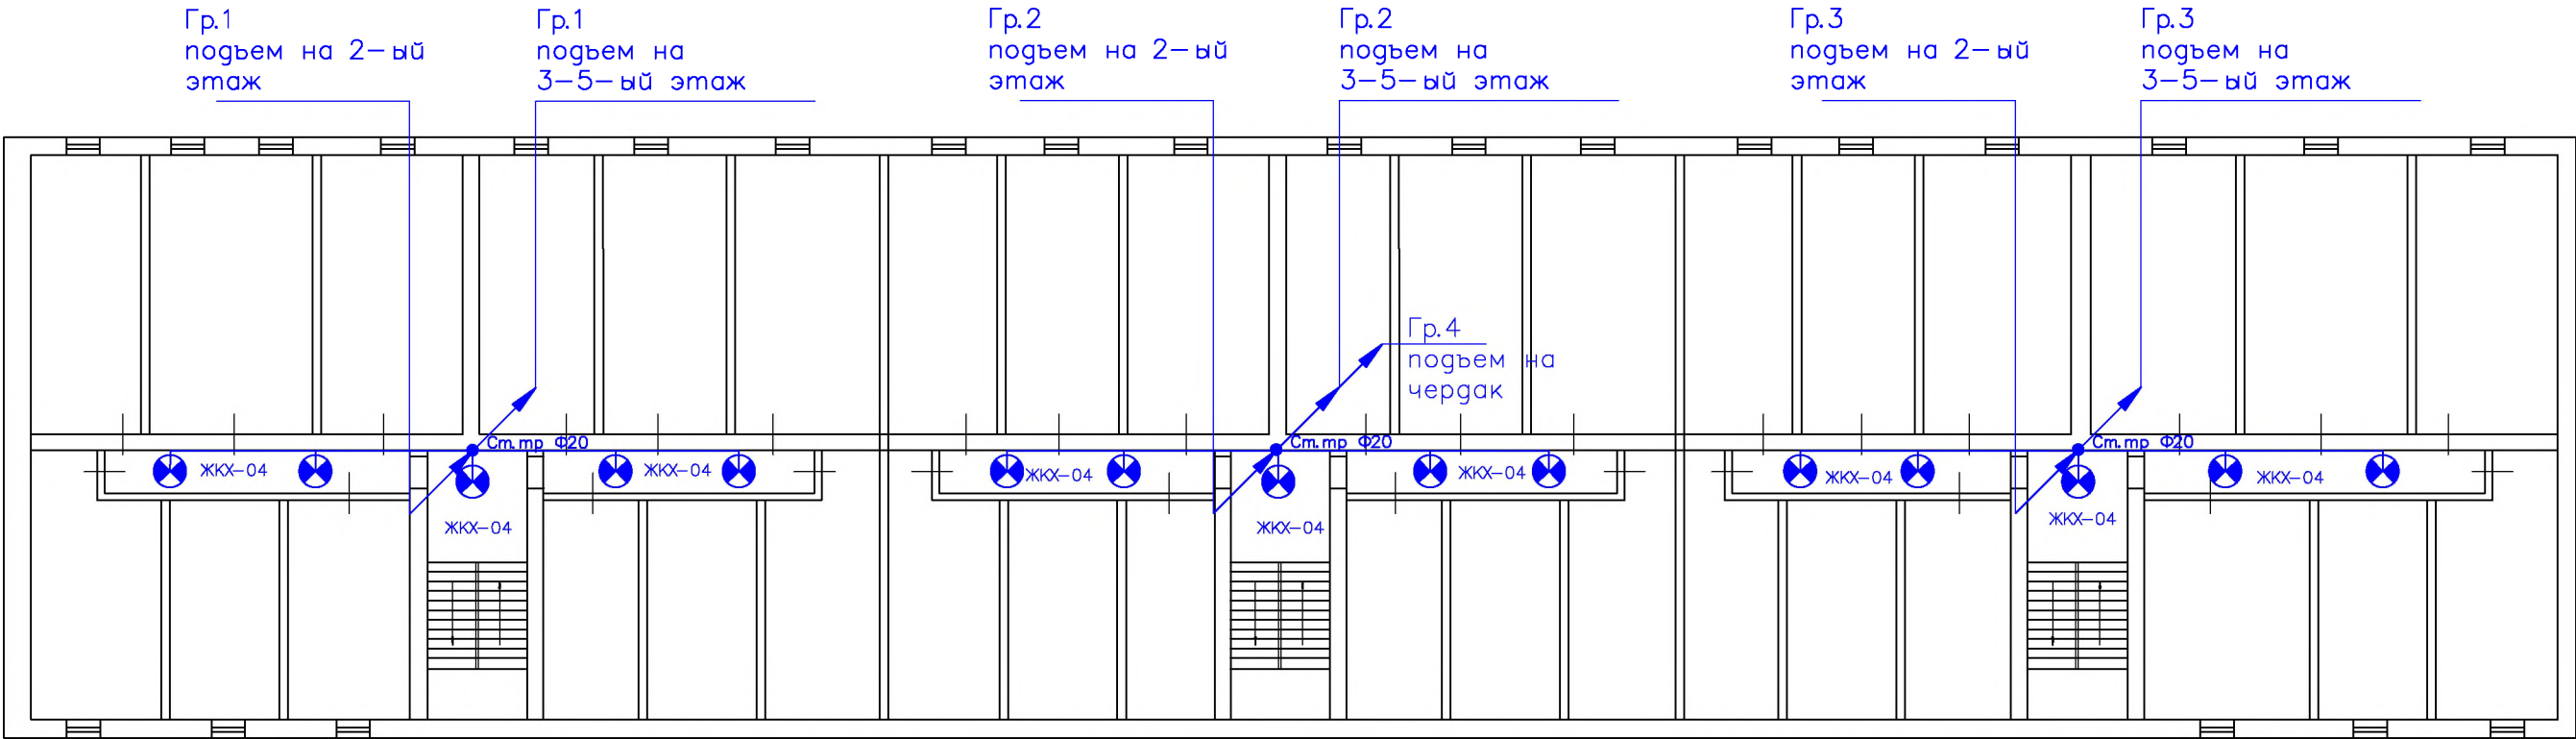 Гр.1
подъем на 2-ый
этаж
Гр.1
подъем на
3-5-ый этаж
Гр.2
подъем на 2-ый
этаж
Гр.2
подъем на
3-5-ый этаж
Гр.3
подъем на 2-ый
этаж
Гр.3
подъем на
3-5-ый этаж
Гр.4
подъем на
чердак
Ст.тр Ф20
Ст.тр Ф20
Ст.тр Ф20
ЖКХ-04
ЖКХ-04
ЖКХ-04
ЖКХ-04
ЖКХ-04
ЖКХ-04
ЖКХ-04
ЖКХ-04
ЖКХ-04